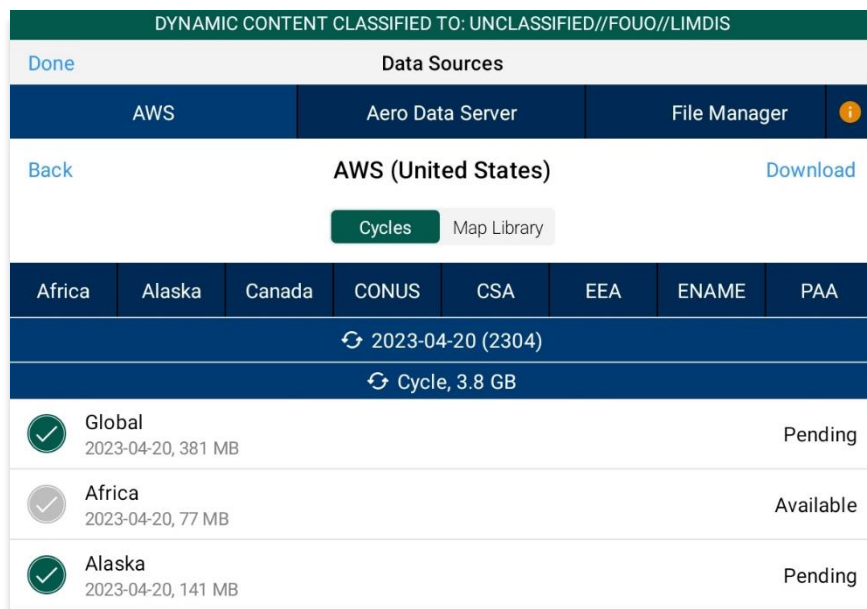 DYNAMIC CONTENT CLASSIFIED TO: UNCLASSIFIED//FOUO//LIMDIS
Done Data Sources
AWS Aero Data Server File Manager i
Back AWS (United States) Download
Cycles Map Library
Africa Alaska Canada CONUS CSA EEA ENAME PAA
2023-04-20 (2304)
Cycle, 3.8 GB
Global Pending
2023-04-20, 381 MB
Africa Available
2023-04-20, 77 MB
Alaska Pending
2023-04-20, 141 MB